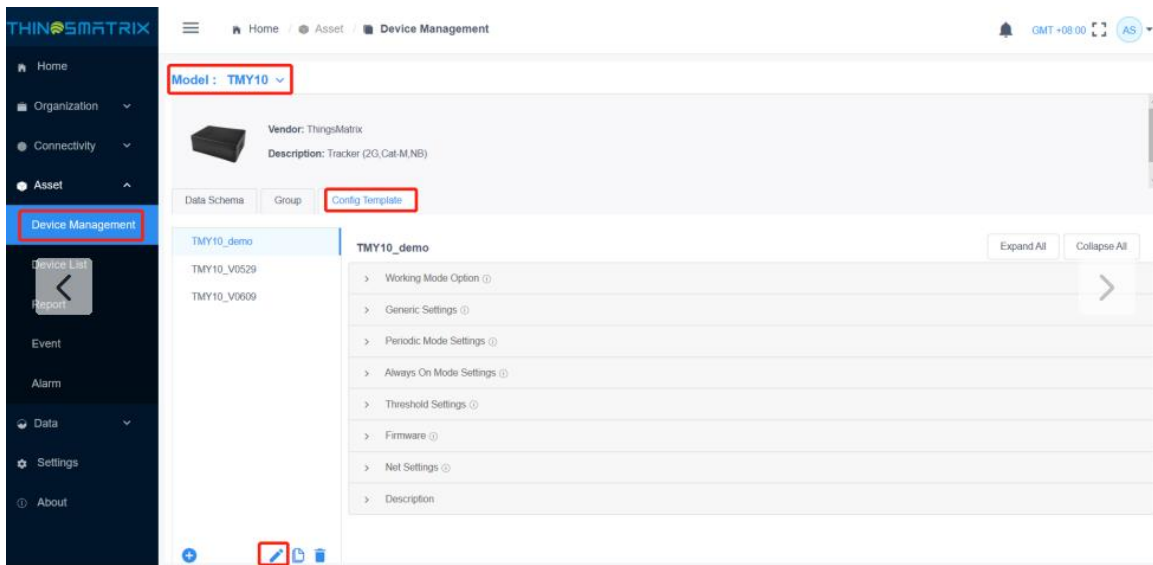 THINGSMATRIX
Home / Asset / Device Management
GMT +08:00
AS
Home
Organization
Connectivity
Asset
Device Management
Device List
Report
Event
Alarm
Data
Settings
About
Model : TMY10
Vendor: ThingsMatrix
Description: Tracker (2G,Cat-M,NB)
Data Schema
Group
Config Template
TMY10_demo
TMY10_V0529
TMY10_V0609
TMY10_demo
Expand All
Collapse All
Working Mode Option
Generic Settings
Periodic Mode Settings
Always On Mode Settings
Threshold Settings
Firmware
Net Settings
Description